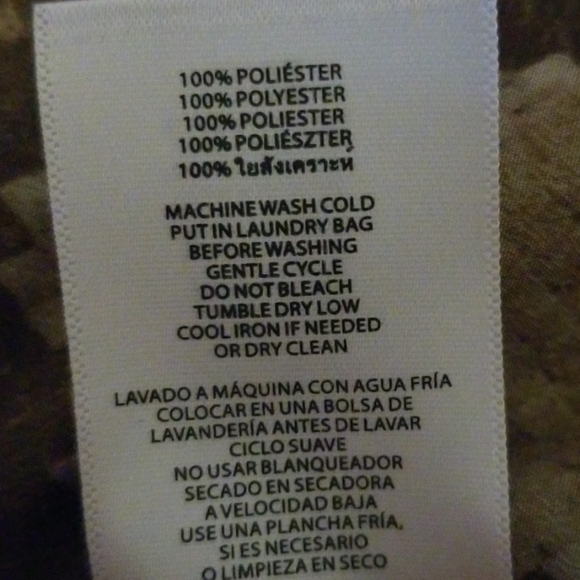 100% POLIÉSTER
100% POLYESTER
100% POLIESTER
100% POLIÉSZTER
100% ใยสังเคราะห์
MACHINE WASH COLD
PUT IN LAUNDRY BAG
BEFORE WASHING
GENTLE CYCLE
DO NOT BLEACH
TUMBLE DRY LOW
COOL IRON IF NEEDED
OR DRY CLEAN
LAVADO A MÁQUINA CON AGUA FRÍA
COLOCAR EN UNA BOLSA DE
LAVANDERÍA ANTES DE LAVAR
CICLO SUAVE
NO USAR BLANQUEADOR
SECADO EN SECADORA
A VELOCIDAD BAJA
USE UNA PLANCHA FRÍA,
SI ES NECESARIO
O LIMPIEZA EN SECO